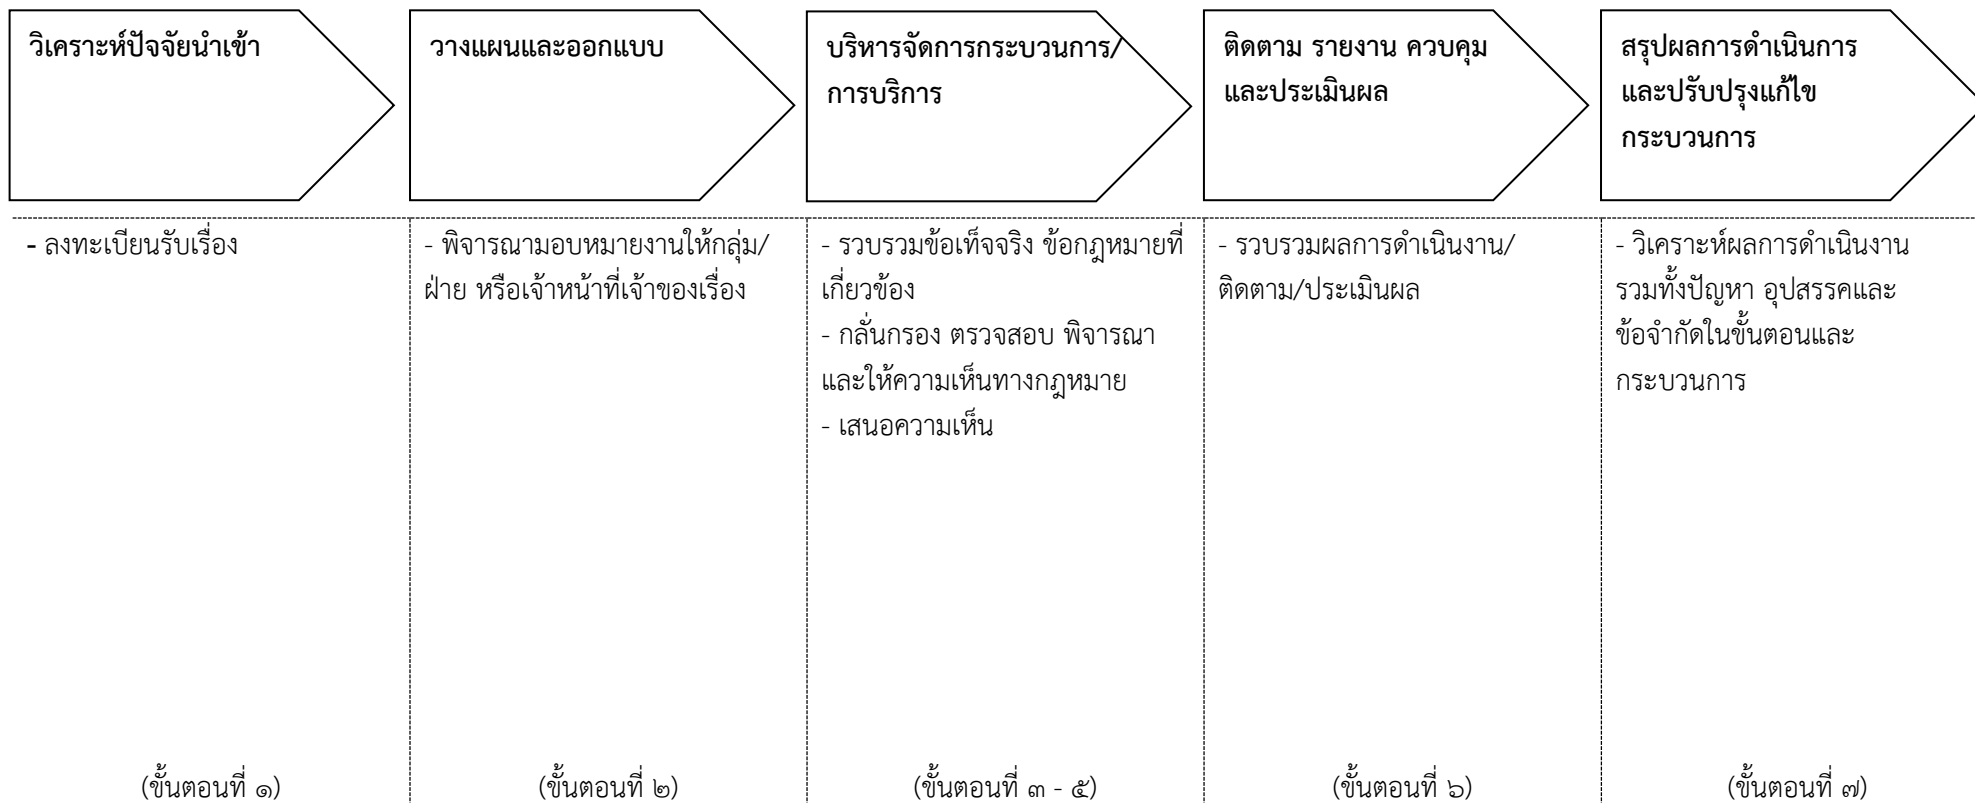 วิเคราะห์ปัจจัยนำเข้า
วางแผนและออกแบบ
บริหารจัดการกระบวนการ/
การบริการ
ติดตาม รายงาน ควบคุม
และประเมินผล
สรุปผลการดำเนินการ
และปรับปรุงแก้ไข
กระบวนการ
- ลงทะเบียนรับเรื่อง
- พิจารณามอบหมายงานให้กลุ่ม/
ฝ่าย หรือเจ้าหน้าที่เจ้าของเรื่อง
- รวบรวมข้อเท็จจริง ข้อกฎหมายที่
เกี่ยวข้อง
- กลั่นกรอง ตรวจสอบ พิจารณา
และให้ความเห็นทางกฎหมาย
- เสนอความเห็น
- รวบรวมผลการดำเนินงาน/
ติดตาม/ประเมินผล
- วิเคราะห์ผลการดำเนินงาน
รวมทั้งปัญหา อุปสรรคและ
ข้อจำกัดในขั้นตอนและ
กระบวนการ
(ขั้นตอนที่ ๑)
(ขั้นตอนที่ ๒)
(ขั้นตอนที่ ๓ - ๕)
(ขั้นตอนที่ ๖)
(ขั้นตอนที่ ๗)